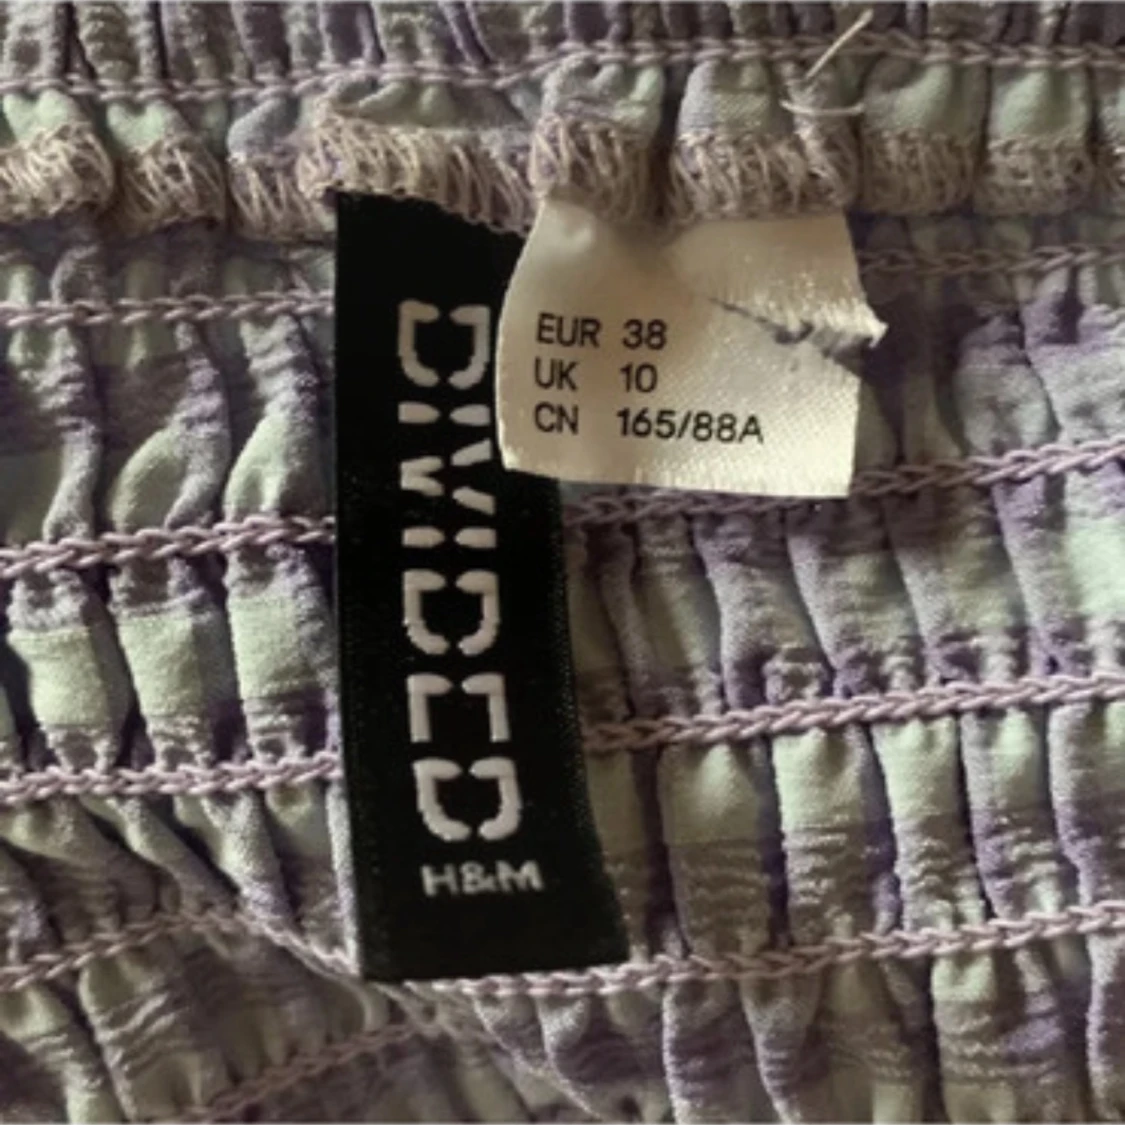 DIVIDED
H&M
EUR 38
UK 10
CN 165/88A